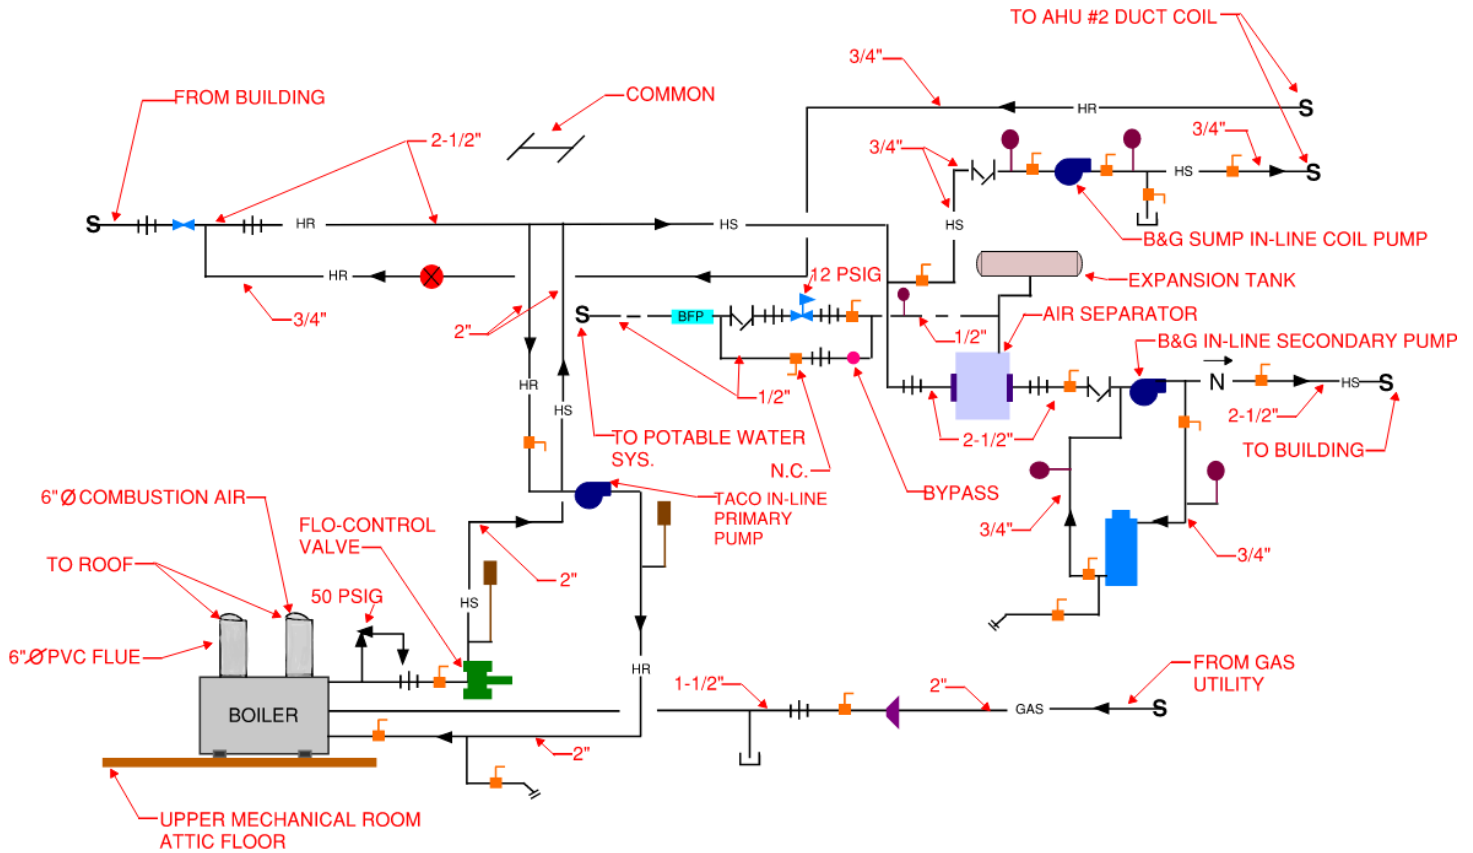 TO AHU #2 DUCT COIL
3/4"
FROM BUILDING
COMMON
HR
3/4"
2-1/2"
3/4"
HS
S
S
S
HR
HS
HS
B&G SUMP IN-LINE COIL PUMP
HR
12 PSIG
EXPANSION TANK
3/4"
2"
S
BFP
1/2"
AIR SEPARATOR
B&G IN-LINE SECONDARY PUMP
HR
HS
1/2"
N
HS
S
2-1/2"
2-1/2"
TO POTABLE WATER
SYS.
TO BUILDING
N.C.
BYPASS
6"Ø COMBUSTION AIR
FLO-CONTROL
VALVE
TACO IN-LINE
PRIMARY
PUMP
3/4"
3/4"
TO ROOF
2"
50 PSIG
HS
6"Ø PVC FLUE
HR
FROM GAS
UTILITY
1-1/2"
2"
GAS
S
BOILER
2"
UPPER MECHANICAL ROOM
ATTIC FLOOR